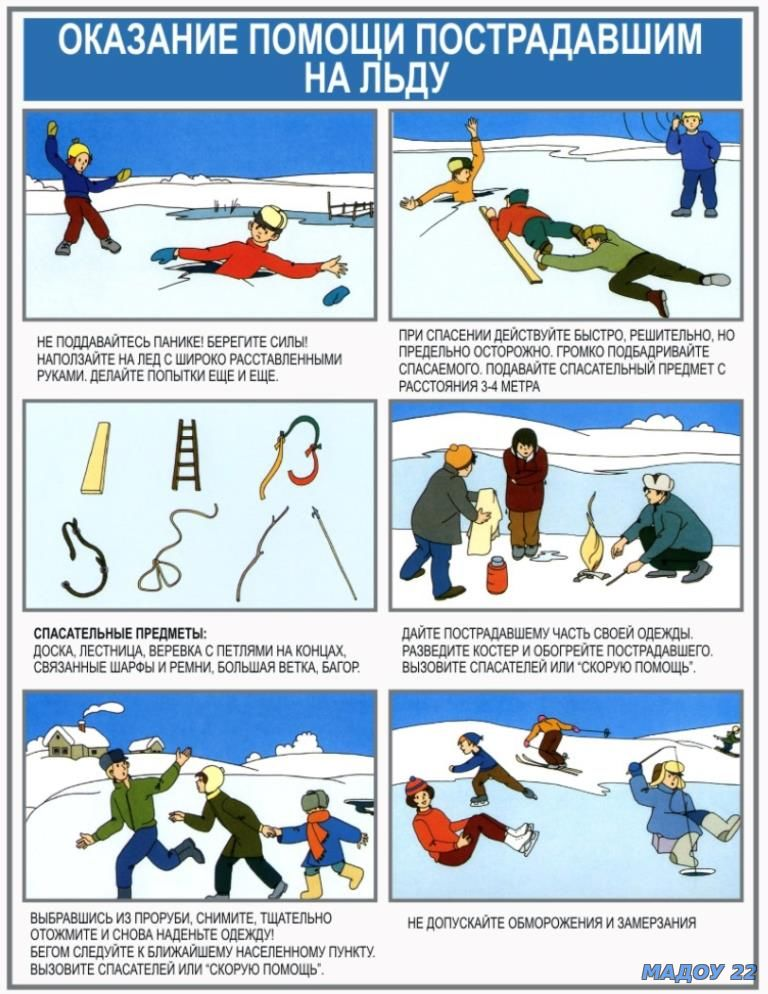 ОКАЗАНИЕ ПОМОЩИ ПОСТРАДАВШИМ
НА ЛЬДУ
НЕ ПОДДАВАЙТЕСЬ ПАНИКЕ! БЕРЕГИТЕ СИЛЫ!
НАПОЛЗАЙТЕ НА ЛЕД С ШИРОКО РАССТАВЛЕННЫМИ
РУКАМИ. ДЕЛАЙТЕ ПОПЫТКИ ЕЩЕ И ЕЩЕ.
ПРИ СПАСЕНИИ ДЕЙСТВУЙТЕ БЫСТРО, РЕШИТЕЛЬНО, НО
ПРЕДЕЛЬНО ОСТОРОЖНО. ГРОМКО ПОДБАДРИВАЙТЕ
СПАСАЕМОГО. ПОДАВАЙТЕ СПАСАТЕЛЬНЫЙ ПРЕДМЕТ С
РАССТОЯНИЯ 3-4 МЕТРА
СПАСАТЕЛЬНЫЕ ПРЕДМЕТЫ:
ДОСКА, ЛЕСТНИЦА, ВЕРЕВКА С ПЕТЛЯМИ НА КОНЦАХ,
СВЯЗАННЫЕ ШАРФЫ И РЕМНИ, БОЛЬШАЯ ВЕТКА, БАГОР.
ДАЙТЕ ПОСТРАДАВШЕМУ ЧАСТЬ СВОЕЙ ОДЕЖДЫ.
РАЗВЕДИТЕ КОСТЕР И ОБОГРЕЙТЕ ПОСТРАДАВШЕГО.
ВЫЗОВИТЕ СПАСАТЕЛЕЙ ИЛИ "СКОРУЮ ПОМОЩЬ".
ВЫБРАВШИСЬ ИЗ ПРОРУБИ, СНИМИТЕ, ТЩАТЕЛЬНО
ОТОЖМИТЕ И СНОВА НАДЕНЬТЕ ОДЕЖДУ!
БЕГОМ СЛЕДУЙТЕ К БЛИЖАЙШЕМУ НАСЕЛЕННОМУ ПУНКТУ.
ВЫЗОВИТЕ СПАСАТЕЛЕЙ ИЛИ "СКОРУЮ ПОМОЩЬ".
НЕ ДОПУСКАЙТЕ ОБМОРОЖЕНИЯ И ЗАМЕРЗАНИЯ
МАДОУ 22